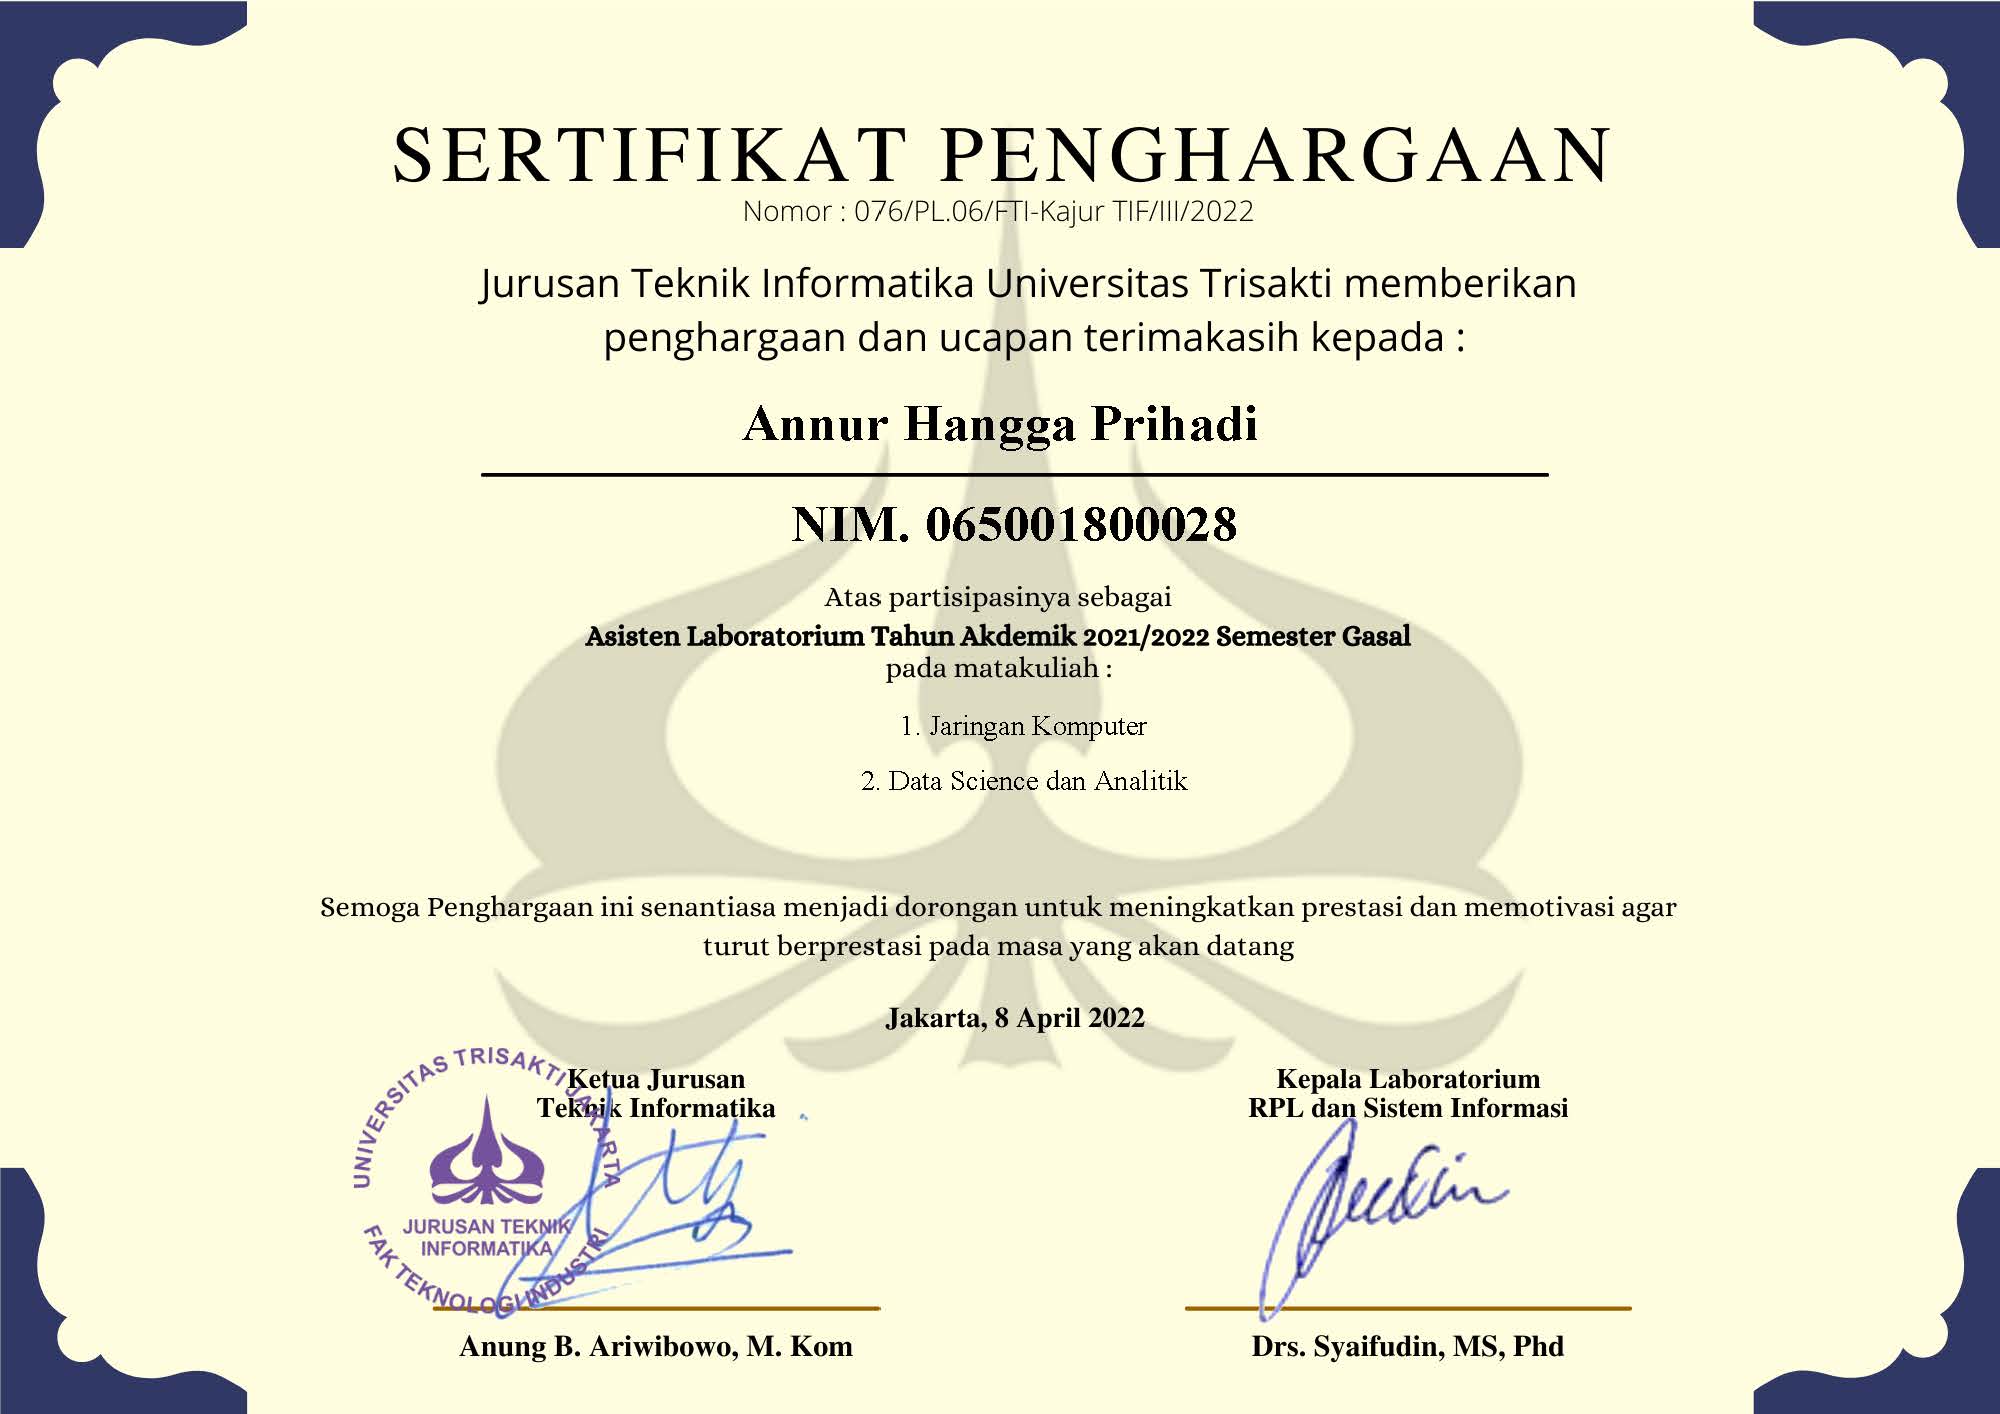 SERTIFIKAT PENGHARGAAN
Nomor : 076/PL.06/FTI-Kajur TIF/III/2022
Jurusan Teknik Informatika Universitas Trisakti memberikan
penghargaan dan ucapan terimakasih kepada :
Annur Hangga Prihadi
NIM. 065001800028
Atas partisipasinya sebagai
Asisten Laboratorium Tahun Akdemik 2021/2022 Semester Gasal
pada matakuliah :
1. Jaringan Komputer
2. Data Science dan Analitik
Semoga Penghargaan ini senantiasa menjadi dorongan untuk meningkatkan prestasi dan memotivasi agar
turut berprestasi pada masa yang akan datang
Jakarta, 8 April 2022
Ketua Jurusan
Teknik Informatika
UNIVERSITAS TRISAKTI JAKARTA
JURUSAN TEKNIK
INFORMATIKA
FAK TEKNOLOGI INDUSTRI
Anung B. Ariwibowo, M. Kom
Kepala Laboratorium
RPL dan Sistem Informasi
Drs. Syaifudin, MS, Phd